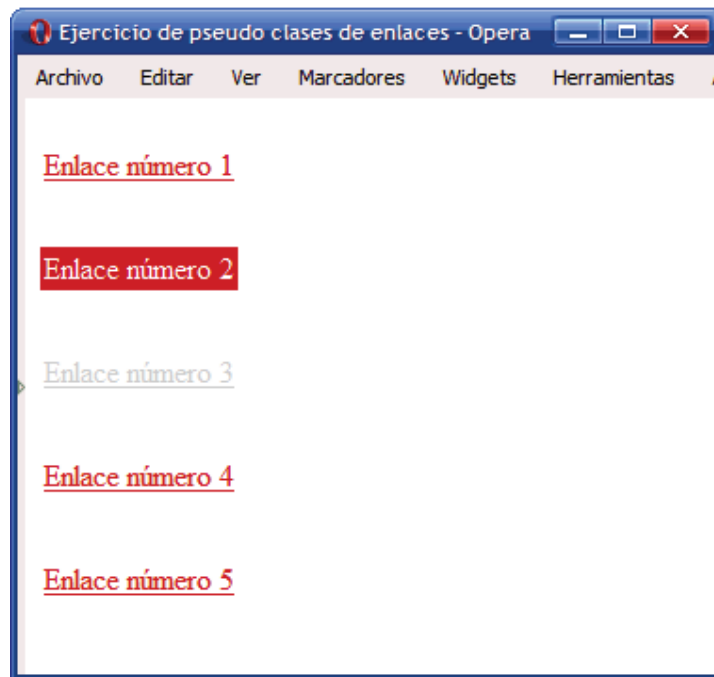 Ejercicio de pseudo clases de enlaces - Opera
Archivo Editar Ver Marcadores Widgets Herramientas
Enlace número 1
Enlace número 2
Enlace número 3
Enlace número 4
Enlace número 5